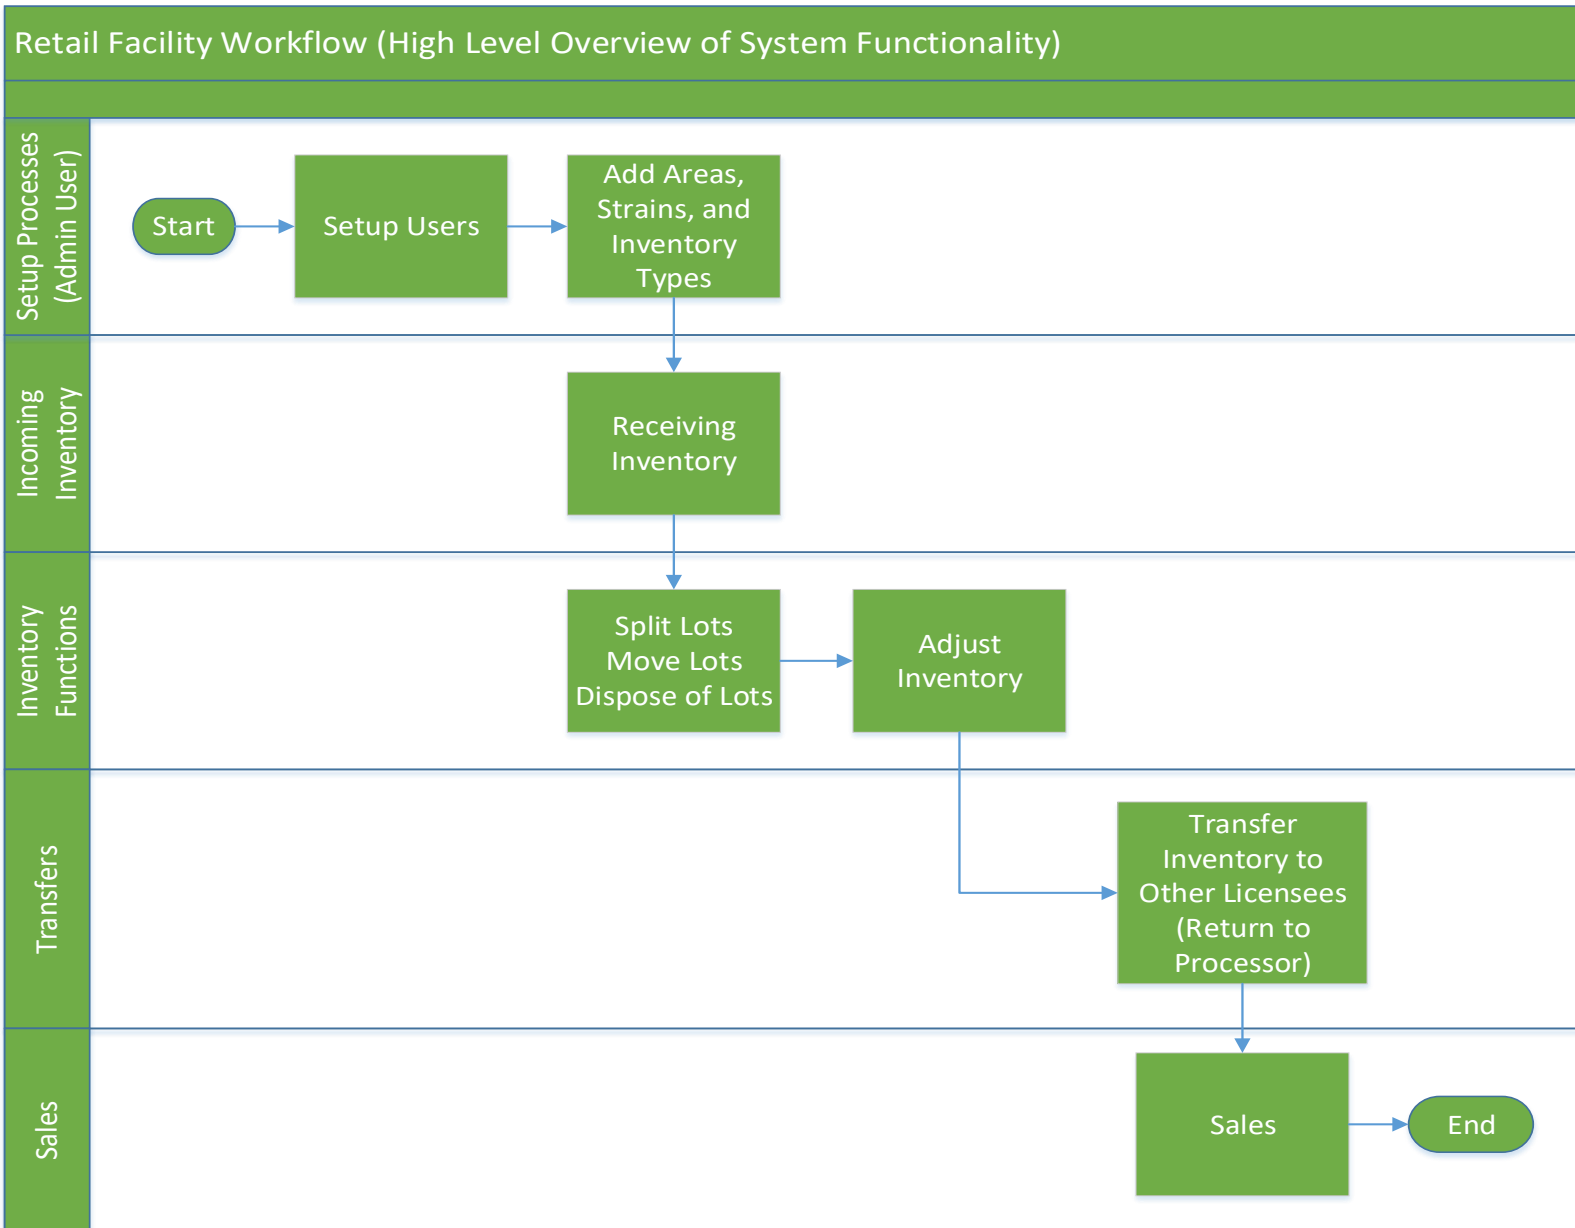 Retail Facility Workflow (High Level Overview of System Functionality)
Setup Processes
(Admin User)
Start
Setup Users
Add Areas,
Strains, and
Inventory
Types
Incoming
Inventory
Receiving
Inventory
Inventory
Functions
Split Lots
Move Lots
Dispose of Lots
Adjust
Inventory
Transfers
Transfer
Inventory to
Other Licensees
(Return to
Processor)
Sales
Sales
End